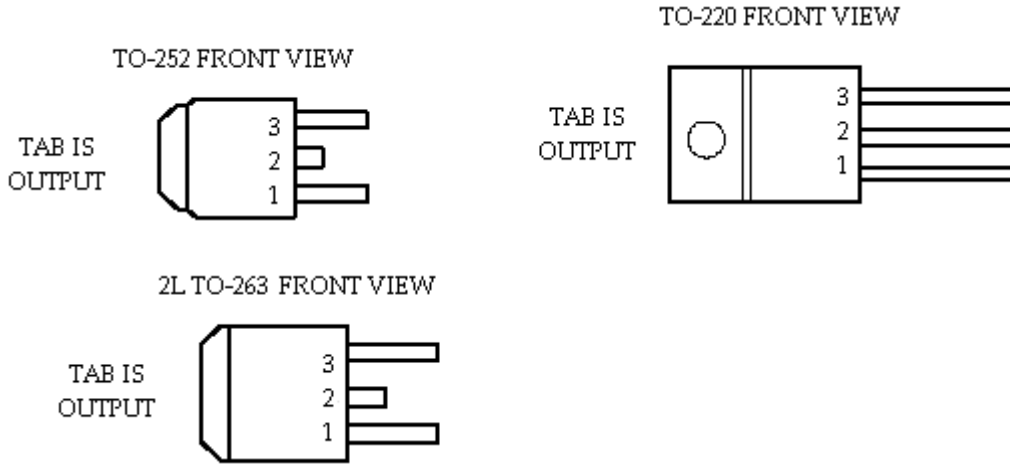 TO-252 FRONT VIEW
TAB IS
OUTPUT
3
2
1
TO-220 FRONT VIEW
TAB IS
OUTPUT
3
2
1
2L TO-263 FRONT VIEW
TAB IS
OUTPUT
3
2
1